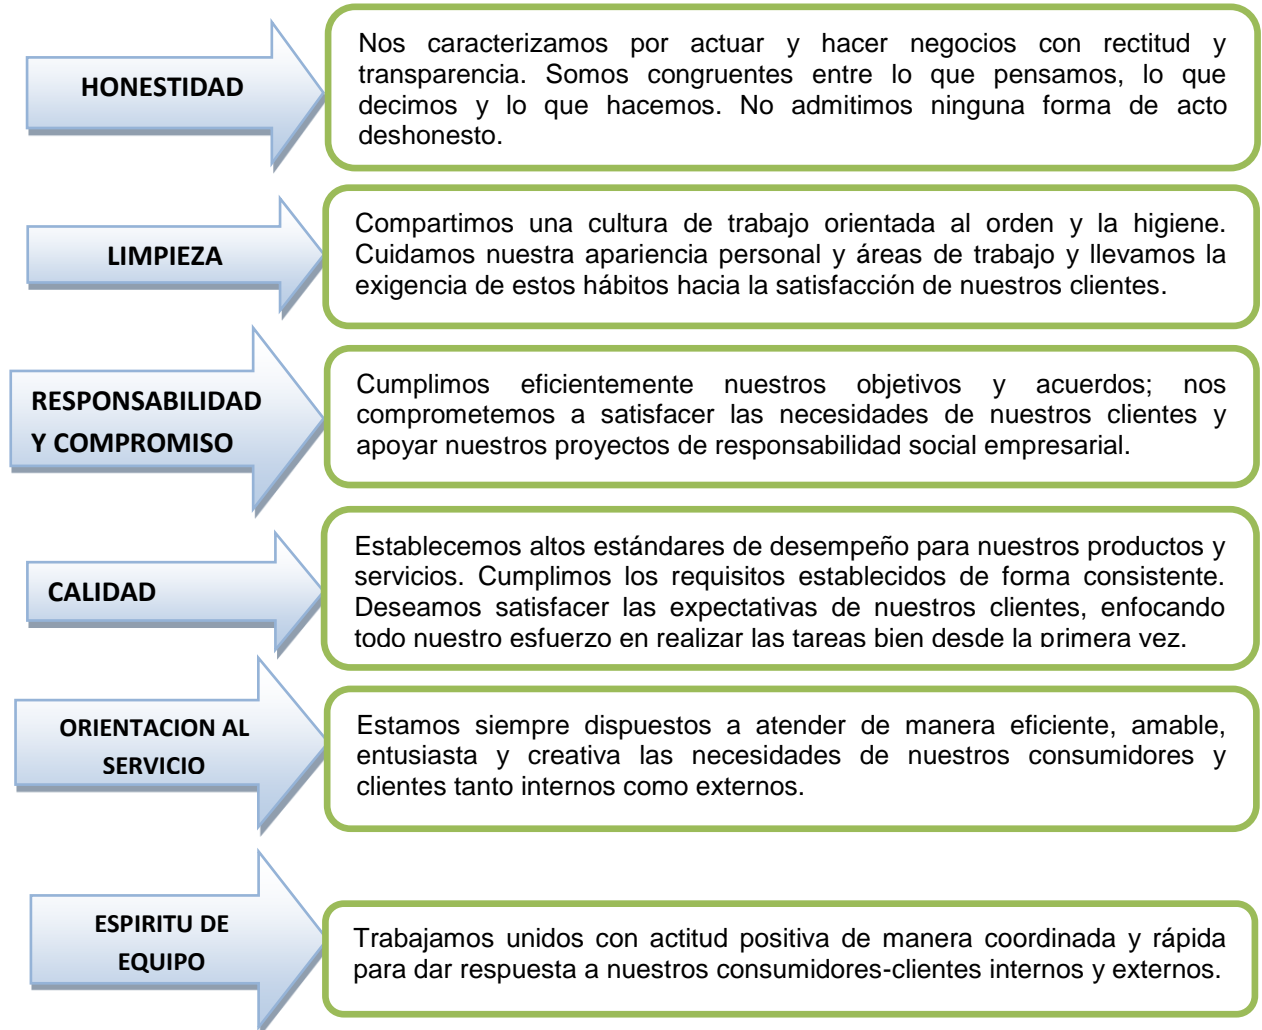 HONESTIDAD
Nos caracterizamos por actuar y hacer negocios con rectitud y
transparencia. Somos congruentes entre lo que pensamos, lo que
decimos y lo que hacemos. No admitimos ninguna forma de acto
deshonesto.
LIMPIEZA
Compartimos una cultura de trabajo orientada al orden y la higiene.
Cuidamos nuestra apariencia personal y áreas de trabajo y llevamos la
exigencia de estos hábitos hacia la satisfacción de nuestros clientes.
RESPONSABILIDAD
Y COMPROMISO
Cumplimos eficientemente nuestros objetivos y acuerdos; nos
comprometemos a satisfacer las necesidades de nuestros clientes y
apoyar nuestros proyectos de responsabilidad social empresarial.
CALIDAD
Establecemos altos estándares de desempeño para nuestros productos y
servicios. Cumplimos los requisitos establecidos de forma consistente.
Deseamos satisfacer las expectativas de nuestros clientes, enfocando
todo nuestro esfuerzo en realizar las tareas bien desde la primera vez.
ORIENTACION AL
SERVICIO
Estamos siempre dispuestos a atender de manera eficiente, amable,
entusiasta y creativa las necesidades de nuestros consumidores y
clientes tanto internos como externos.
ESPIRITU DE
EQUIPO
Trabajamos unidos con actitud positiva de manera coordinada y rápida
para dar respuesta a nuestros consumidores-clientes internos y externos.